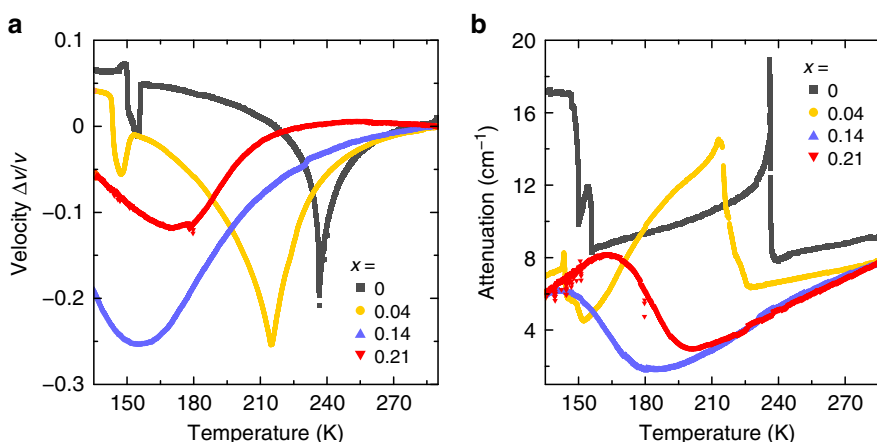 a
0.1
0
−0.1
−0.2
−0.3
Velocity Δv/v
150 180 210 240 270
Temperature (K)
x =
0
0.04
0.14
0.21
b
20
16
12
8
4
Attenuation (cm⁻¹)
150 180 210 240 270
Temperature (K)
x =
0
0.04
0.14
0.21